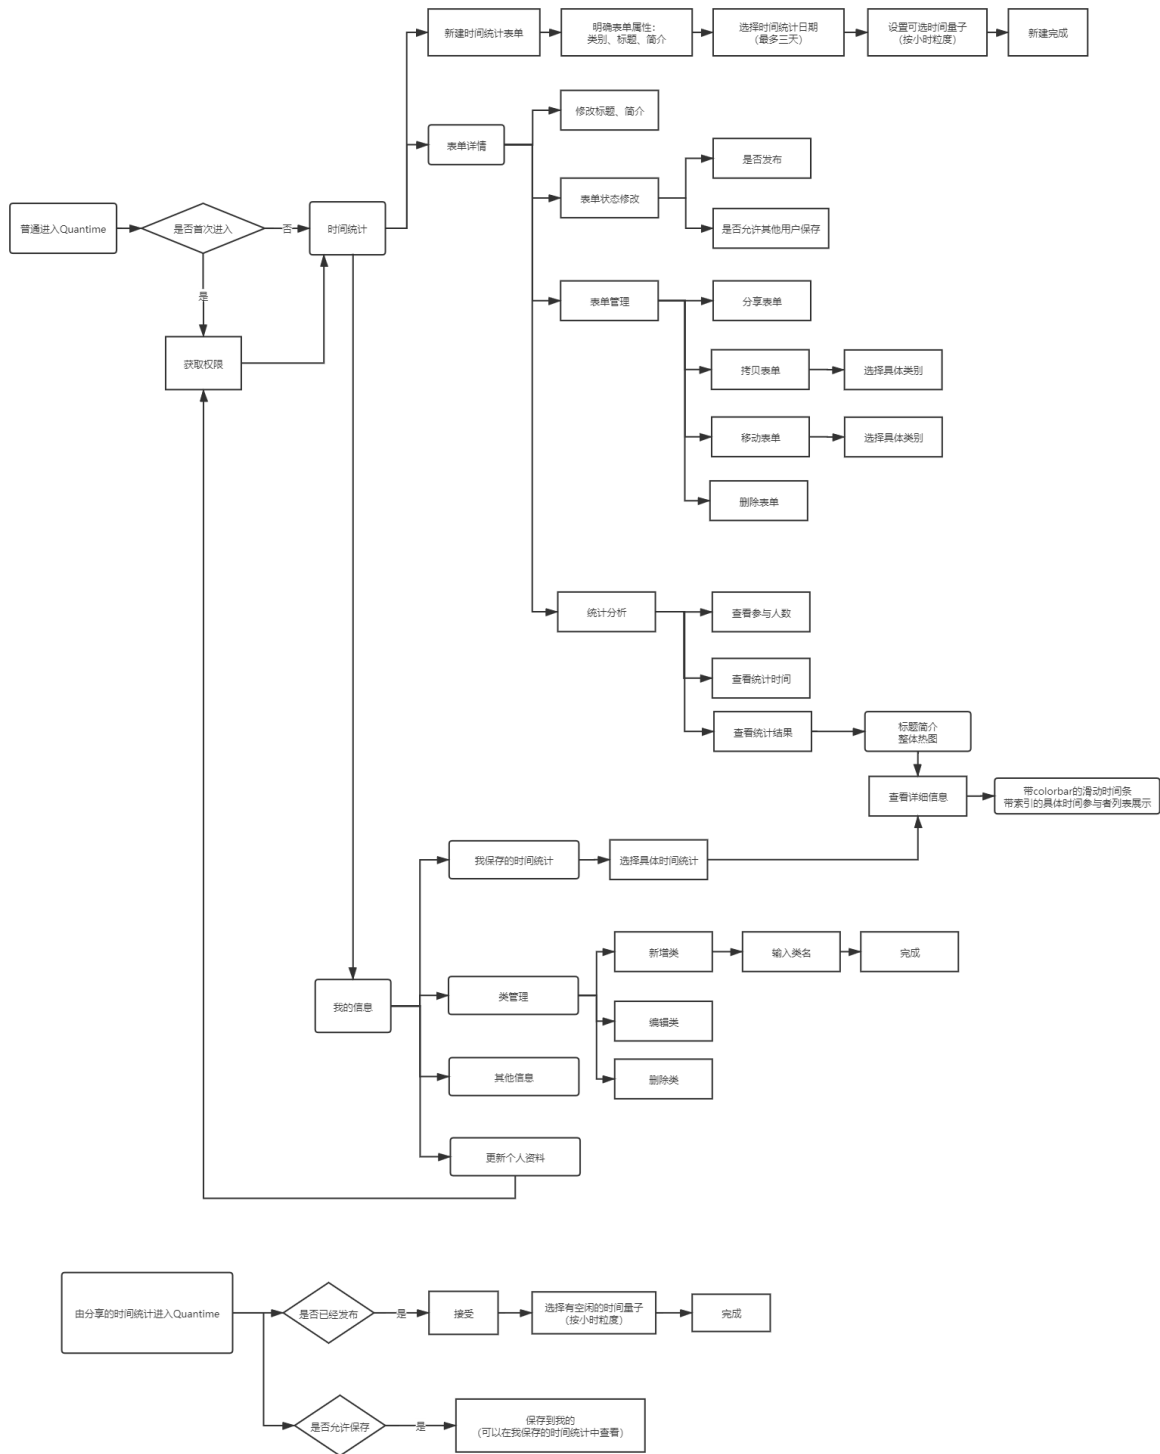 新建时间统计表单
明确表单属性：
类别、标题、简介
选择时间统计日期
（最多三天）
设置可选时间量子
（按小时粒度）
新建完成
修改标题、简介
表单详情
是否发布
表单状态修改
是否允许其他用户保存
普通进入Quantime
是否首次进入
否
时间统计
是
获取权限
表单管理
分享表单
拷贝表单
选择具体类别
移动表单
选择具体类别
删除表单
统计分析
查看参与人数
查看统计时间
查看统计结果
标题简介
整体热图
查看详细信息
带colorbar的滑动时间条
带索引的具体时间参与者列表展示
我保存的时间统计
选择具体时间统计
新增类
输入类名
完成
我的信息
类管理
编辑类
其他信息
删除类
更新个人资料
由分享的时间统计进入Quantime
是否已经发布
是
接受
选择有空闲的时间量子
（按小时粒度）
完成
是否允许保存
是
保存到我的
（可以在我保存的时间统计中查看）